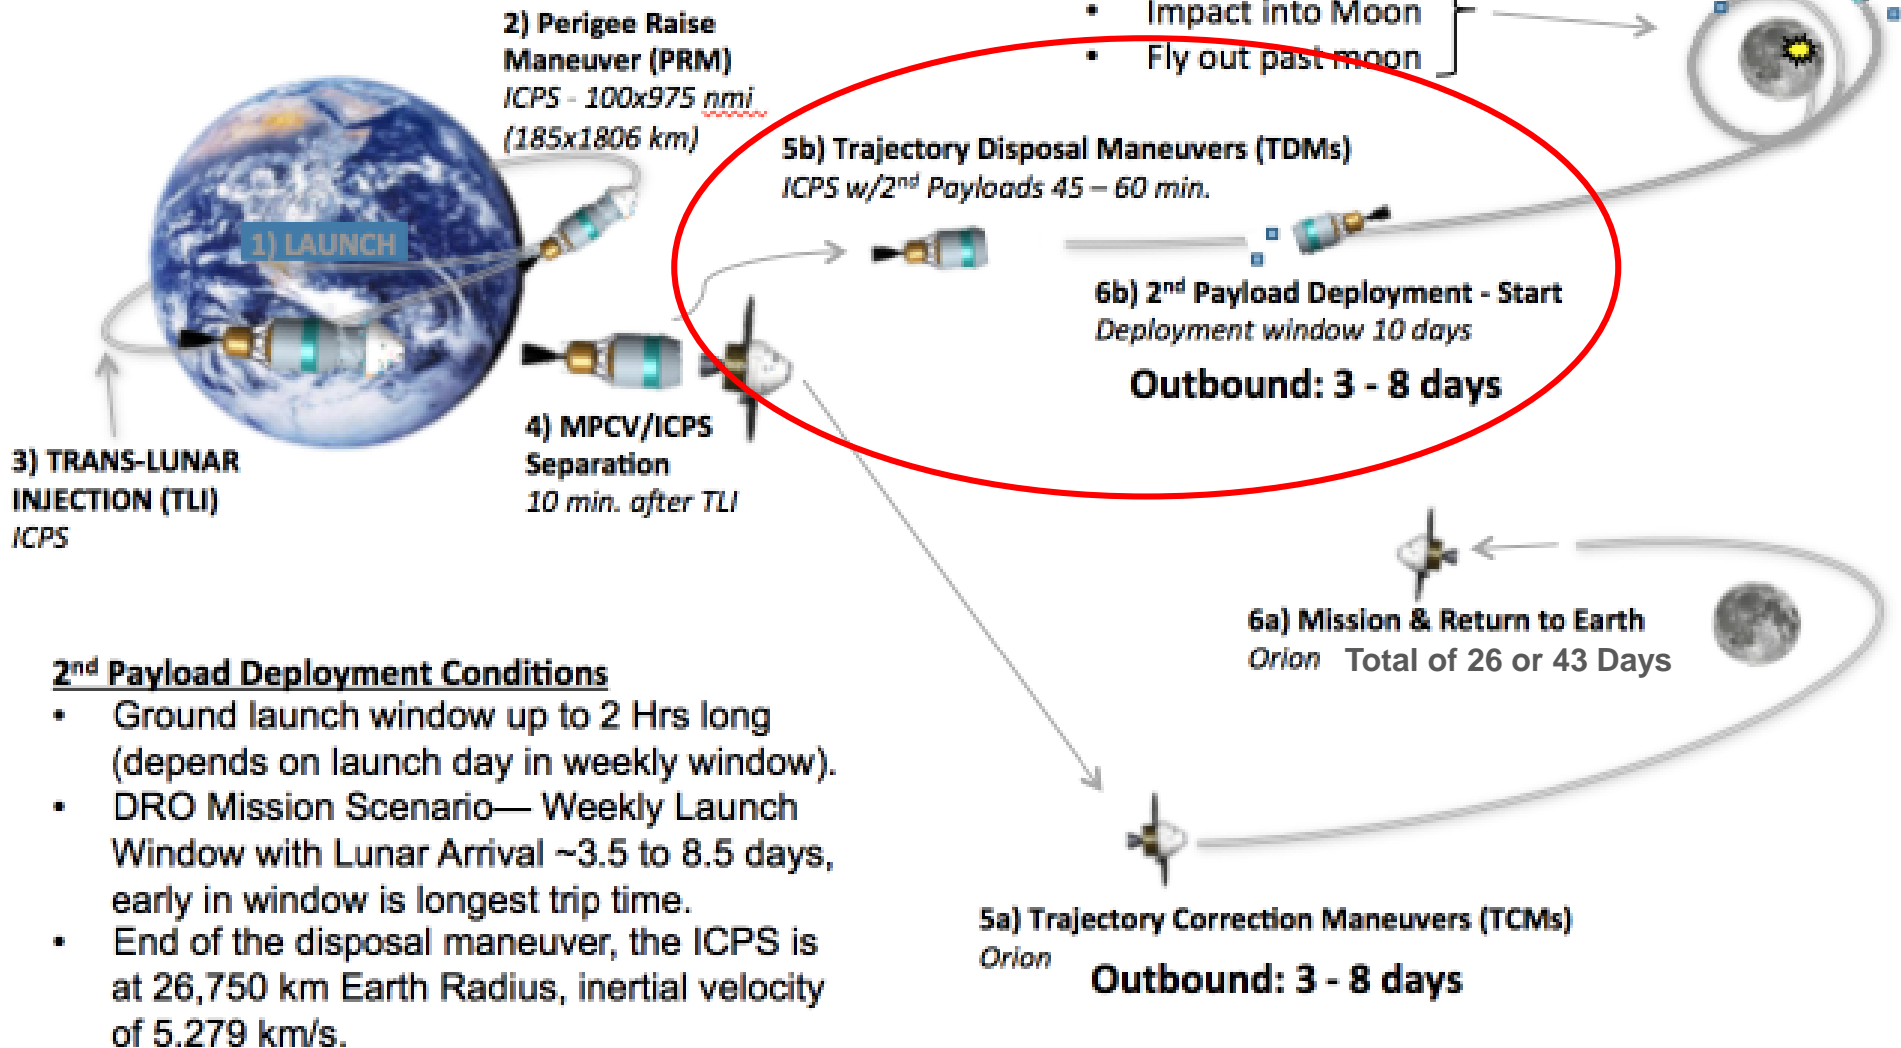 2) Perigee Raise
Maneuver (PRM)
ICPS - 100x975 nmi
(185x1806 km)
• Impact into Moon
• Fly out past moon
5b) Trajectory Disposal Maneuvers (TDMs)
ICPS w/2nd Payloads 45 – 60 min.
1) LAUNCH
6b) 2nd Payload Deployment - Start
Deployment window 10 days
Outbound: 3 - 8 days
4) MPCV/ICPS
Separation
10 min. after TLI
3) TRANS-LUNAR
INJECTION (TLI)
ICPS
6a) Mission & Return to Earth
Orion Total of 26 or 43 Days
2nd Payload Deployment Conditions
• Ground launch window up to 2 Hrs long
(depends on launch day in weekly window).
• DRO Mission Scenario— Weekly Launch
Window with Lunar Arrival ~3.5 to 8.5 days,
early in window is longest trip time.
• End of the disposal maneuver, the ICPS is
at 26,750 km Earth Radius, inertial velocity
of 5.279 km/s.
5a) Trajectory Correction Maneuvers (TCMs)
Orion
Outbound: 3 - 8 days